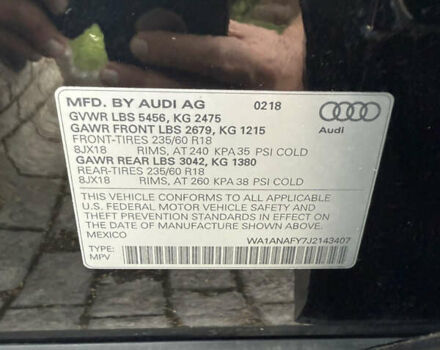 MFD. BY AUDI AG 0218
GVWR LBS 5456, KG 2475
GAWR FRONT LBS 2679, KG 1215
FRONT-TIRES 235/60 R18
8JX18 RIMS, AT 240 KPA 35 PSI COLD
GAWR REAR LBS 3042, KG 1380
REAR-TIRES 235/60 R18
8JX18 RIMS, AT 260 KPA 38 PSI COLD
Audi
THIS VEHICLE CONFORMS TO ALL APPLICABLE
U.S. FEDERAL MOTOR VEHICLE SAFETY AND
THEFT PREVENTION STANDARDS IN EFFECT ON
THE DATE OF MANUFACTURE SHOWN ABOVE.
MEXICO
WA1ANAFY7J2143407
TYPE:
MPV